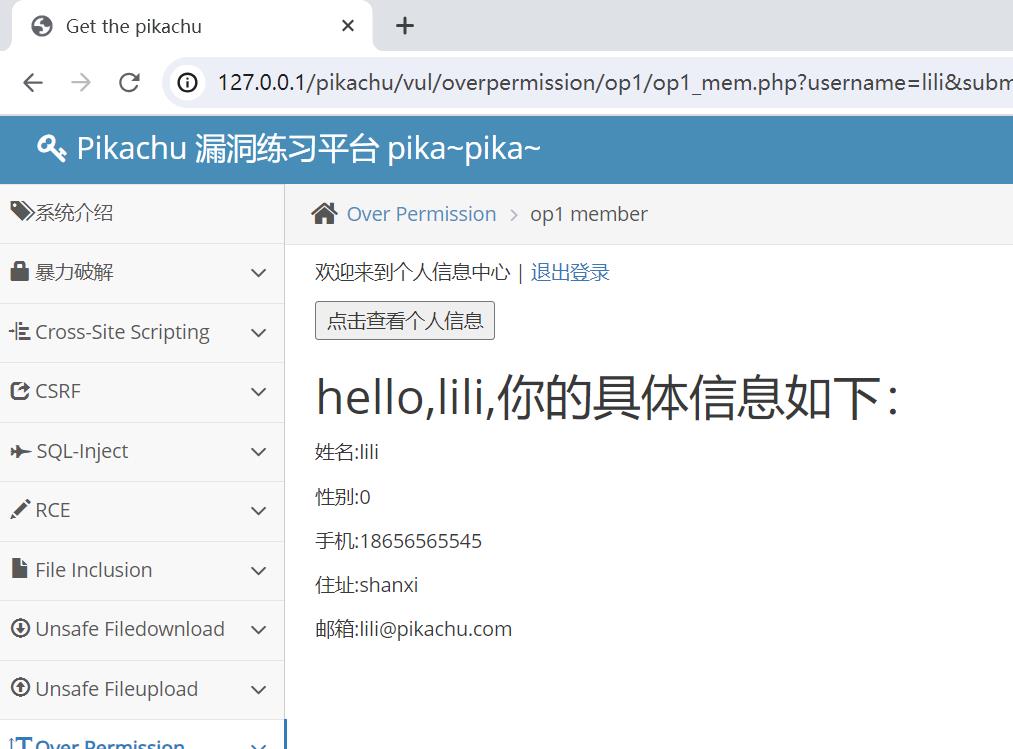 Get the pikachu
127.0.0.1/pikachu/vul/overpermission/op1/op1_mem.php?username=lili&subm
Pikachu 漏洞练习平台 pika~pika~
系统介绍
暴力破解
Cross-Site Scripting
CSRF
SQL-Inject
RCE
File Inclusion
Unsafe Filedownload
Unsafe Fileupload
Over Permission
Over Permission > op1 member
欢迎来到个人信息中心 | 退出登录
点击查看个人信息
hello,lili,你的具体信息如下：
姓名:lili
性别:0
手机:18656565545
住址:shanxi
邮箱:lili@pikachu.com